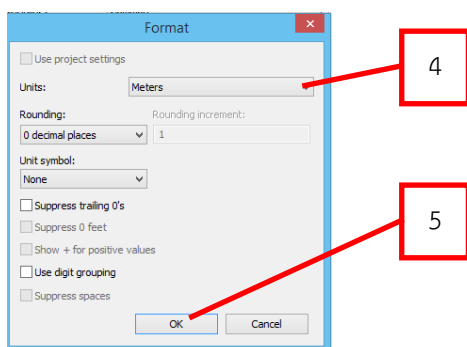 Format
Use project settings
Units: Meters
Rounding: Rounding increment:
0 decimal places 1
Unit symbol:
None
Suppress trailing 0's
Suppress 0 feet
Show + for positive values
Use digit grouping
Suppress spaces
OK Cancel
4
5